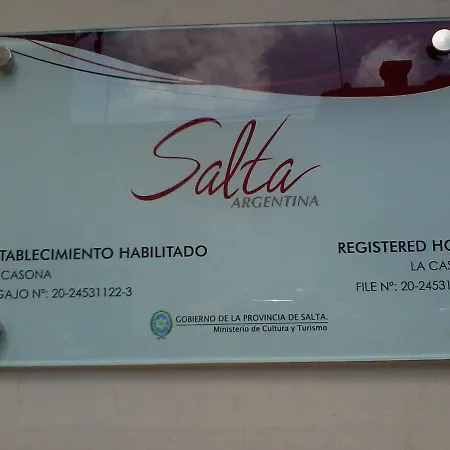 Salta
ARGENTINA
TABLECIMIENTO HABILITADO
CASONA
GAJO Nº: 20-24531122-3
REGISTERED HO
LA CAS
FILE Nº: 20-2453
GOBIERNO DE LA PROVINCIA DE SALTA.
Ministerio de Cultura y Turismo